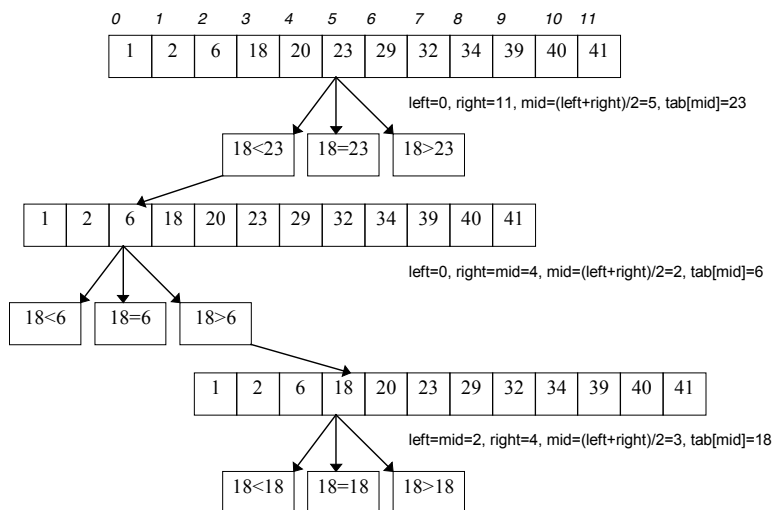 0 1 2 3 4 5 6 7 8 9 10 11
1 2 6 18 20 23 29 32 34 39 40 41
left=0, right=11, mid=(left+right)/2=5, tab[mid]=23
18<23 18=23 18>23
1 2 6 18 20 23 29 32 34 39 40 41
left=0, right=mid=4, mid=(left+right)/2=2, tab[mid]=6
18<6 18=6 18>6
1 2 6 18 20 23 29 32 34 39 40 41
left=mid=2, right=4, mid=(left+right)/2=3, tab[mid]=18
18<18 18=18 18>18